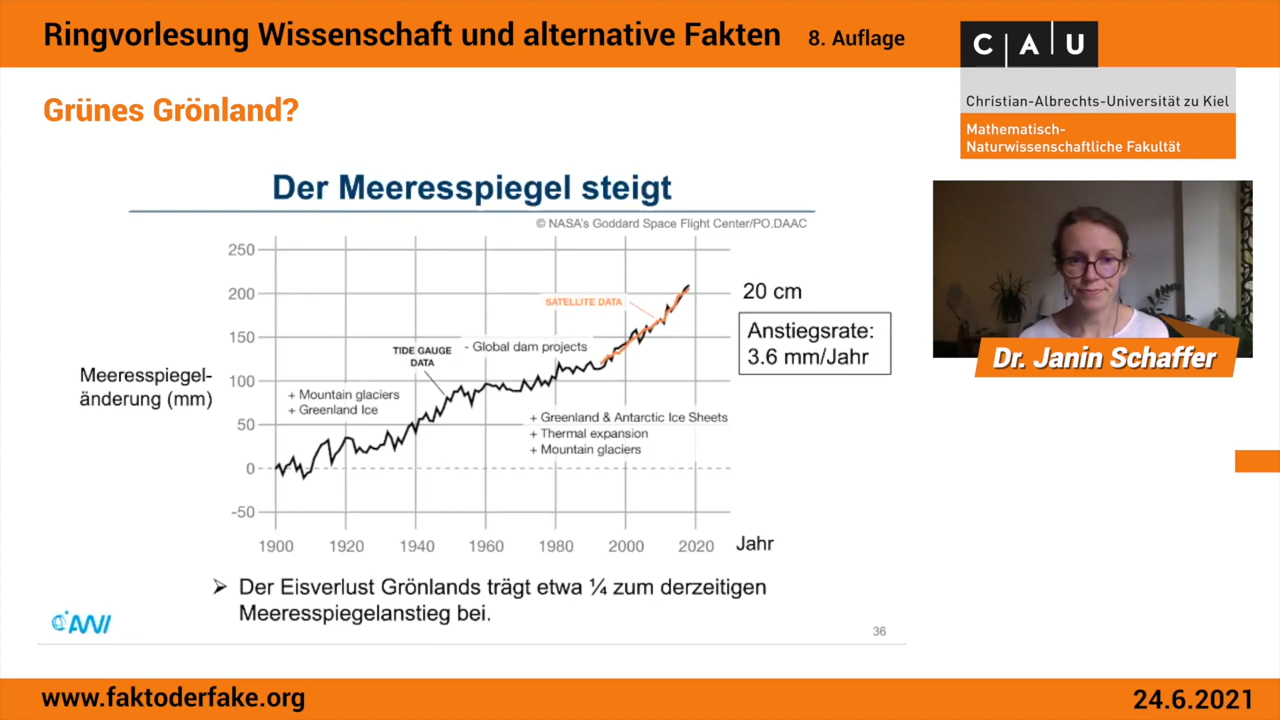 Ringvorlesung Wissenschaft und alternative Fakten 8. Auflage
C A U
Christian-Albrechts-Universität zu Kiel
Mathematisch-
Naturwissenschaftliche Fakultät
Grünes Grönland?
Der Meeresspiegel steigt
© NASA's Goddard Space Flight Center/PO.DAAC
250
200
150
100
50
0
-50
Meeresspiegel-
änderung (mm)
SATELLITE DATA
TIDE GAUGE
DATA
- Global dam projects
+ Mountain glaciers
+ Greenland Ice
+ Greenland & Antarctic Ice Sheets
+ Thermal expansion
+ Mountain glaciers
1900 1920 1940 1960 1980 2000 2020 Jahr
20 cm
Anstiegsrate:
3.6 mm/Jahr
Dr. Janin Schaffer
➢ Der Eisverlust Grönlands trägt etwa ¼ zum derzeitigen
Meeresspiegelanstieg bei.
AWI
36
www.faktoderfake.org
24.6.2021